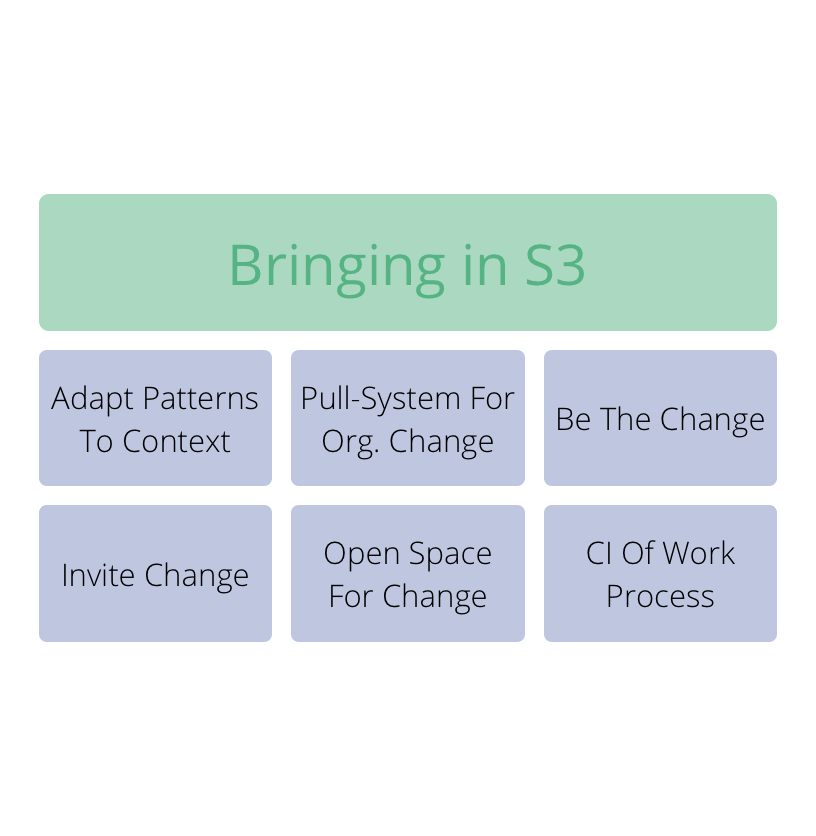 Bringing in S3
Adapt Patterns
To Context
Pull-System For
Org. Change
Be The Change
Invite Change
Open Space
For Change
CI Of Work
Process